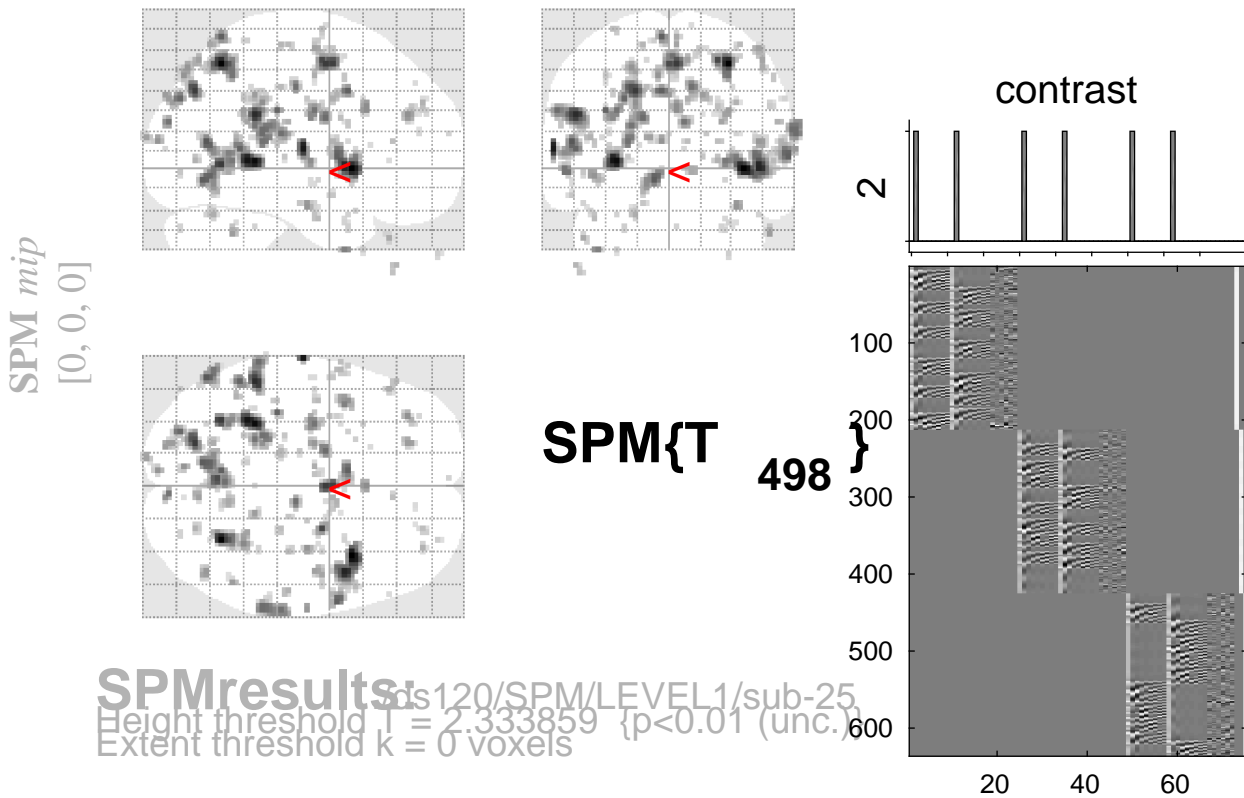 SPM mip
[0, 0, 0]
<
<
<
SPM{T498}
contrast
2
100
200
300
400
500
600
20
40
60
SPMresults: /ds120/SPM/LEVEL1/sub-25
Height threshold T = 2.333859 {p<0.01 (unc.)}
Extent threshold k = 0 voxels